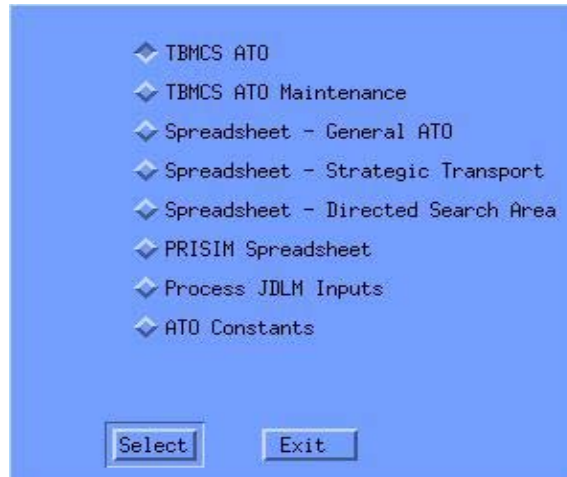 TBMCS ATO
TBMCS ATO Maintenance
Spreadsheet - General ATO
Spreadsheet - Strategic Transport
Spreadsheet - Directed Search Area
PRISIM Spreadsheet
Process JDLM Inputs
ATO Constants
Select
Exit